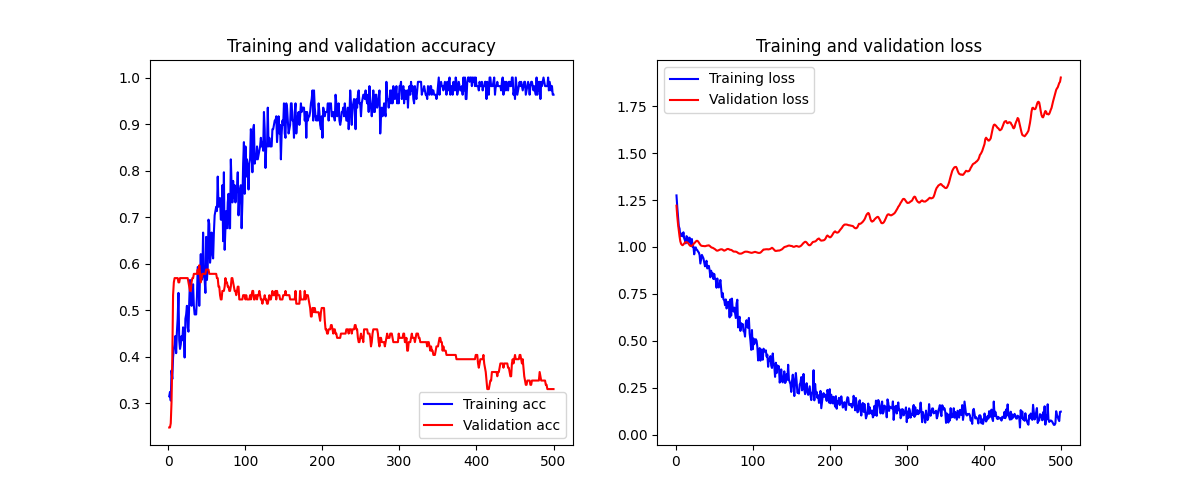 Training and validation accuracy
1.0
0.9
0.8
0.7
0.6
0.5
0.4
0.3
0 100 200 300 400 500
Training acc
Validation acc
Training and validation loss
Training loss
Validation loss
1.75
1.50
1.25
1.00
0.75
0.50
0.25
0.00
0 100 200 300 400 500